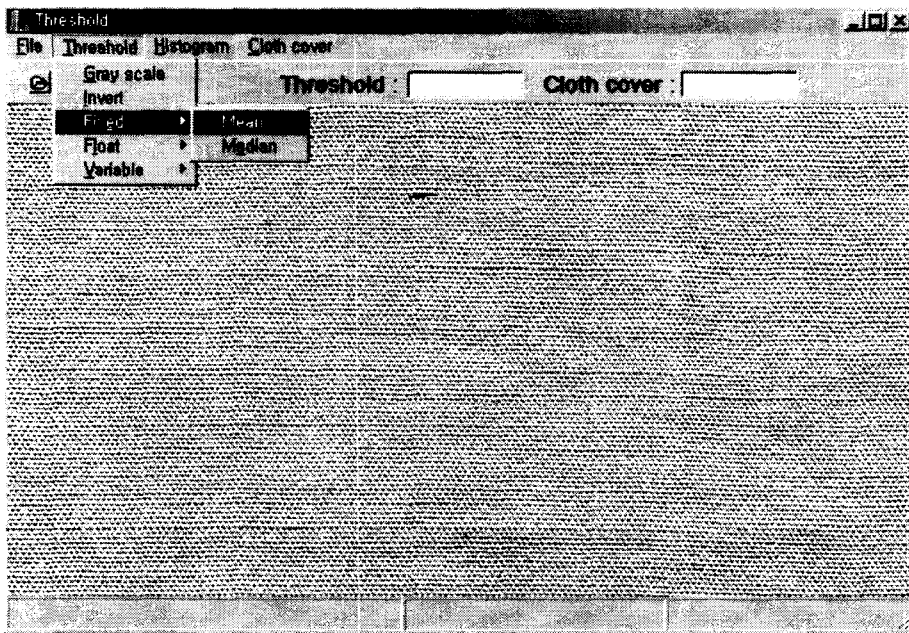 Threshold
File Threshold Histogram Cloth cover
Threshold : Cloth cover :
Gray scale
Invert
Fixed Mean
Float Median
Variable